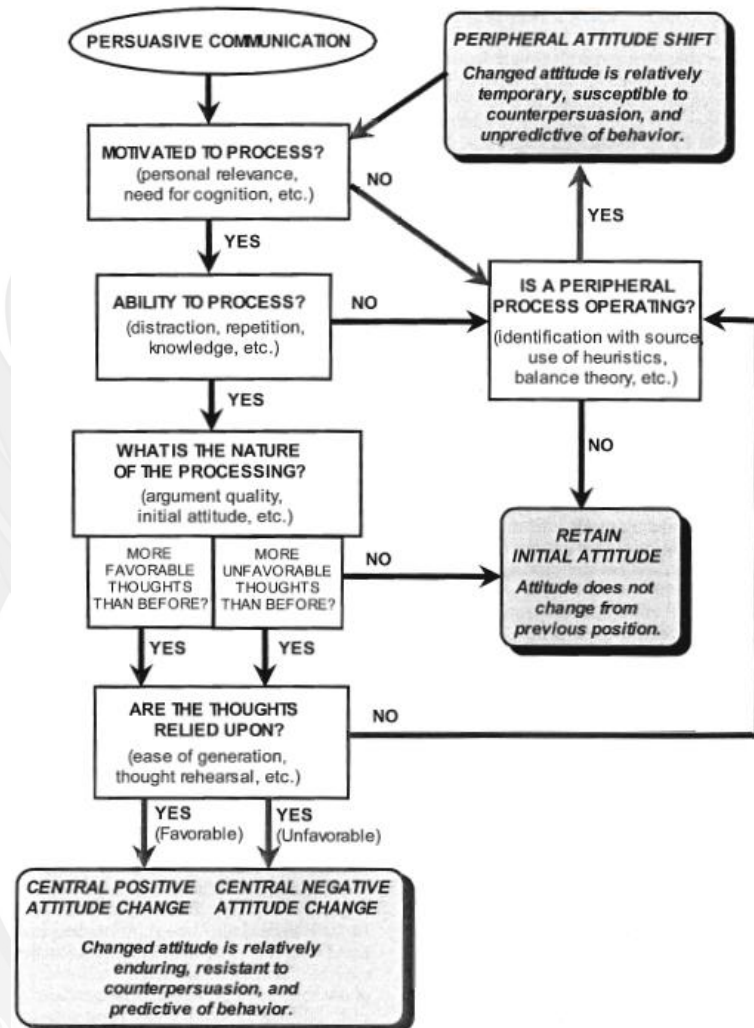 PERSUASIVE COMMUNICATION
PERIPHERAL ATTITUDE SHIFT
Changed attitude is relatively
temporary, susceptible to
counterpersuasion, and
unpredictive of behavior.
MOTIVATED TO PROCESS?
(personal relevance,
need for cognition, etc.)
NO
YES
YES
ABILITY TO PROCESS?
(distraction, repetition,
knowledge, etc.)
NO
IS A PERIPHERAL
PROCESS OPERATING?
(identification with source,
use of heuristics,
balance theory, etc.)
YES
NO
WHAT IS THE NATURE
OF THE PROCESSING?
(argument quality,
initial attitude, etc.)
MORE
FAVORABLE
THOUGHTS
THAN BEFORE?
MORE
UNFAVORABLE
THOUGHTS
THAN BEFORE?
NO
RETAIN
INITIAL ATTITUDE
Attitude does not
change from
previous position.
YES
YES
ARE THE THOUGHTS
RELIED UPON?
(ease of generation,
thought rehearsal, etc.)
NO
YES
(Favorable)
YES
(Unfavorable)
CENTRAL POSITIVE
ATTITUDE CHANGE
CENTRAL NEGATIVE
ATTITUDE CHANGE
Changed attitude is relatively
enduring, resistant to
counterpersuasion, and
predictive of behavior.